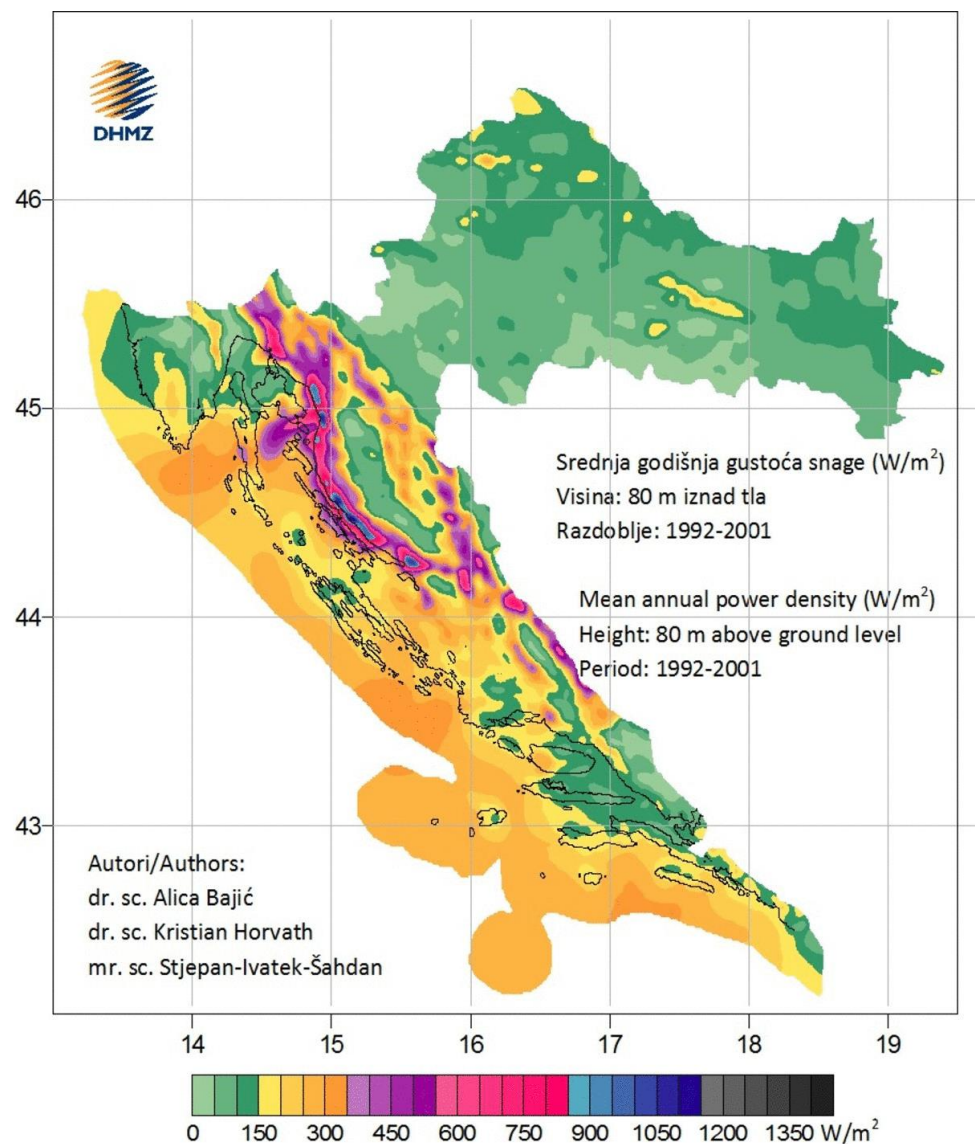 DHMZ
46
45
44
43
Srednja godišnja gustoća snage (W/m²)
Visina: 80 m iznad tla
Razdoblje: 1992-2001
Mean annual power density (W/m²)
Height: 80 m above ground level
Period: 1992-2001
Autori/Authors:
dr. sc. Alica Bajić
dr. sc. Kristian Horvath
mr. sc. Stjepan-Ivatek-Šahdan
14 15 16 17 18 19
0 150 300 450 600 750 900 1050 1200 1350 W/m²